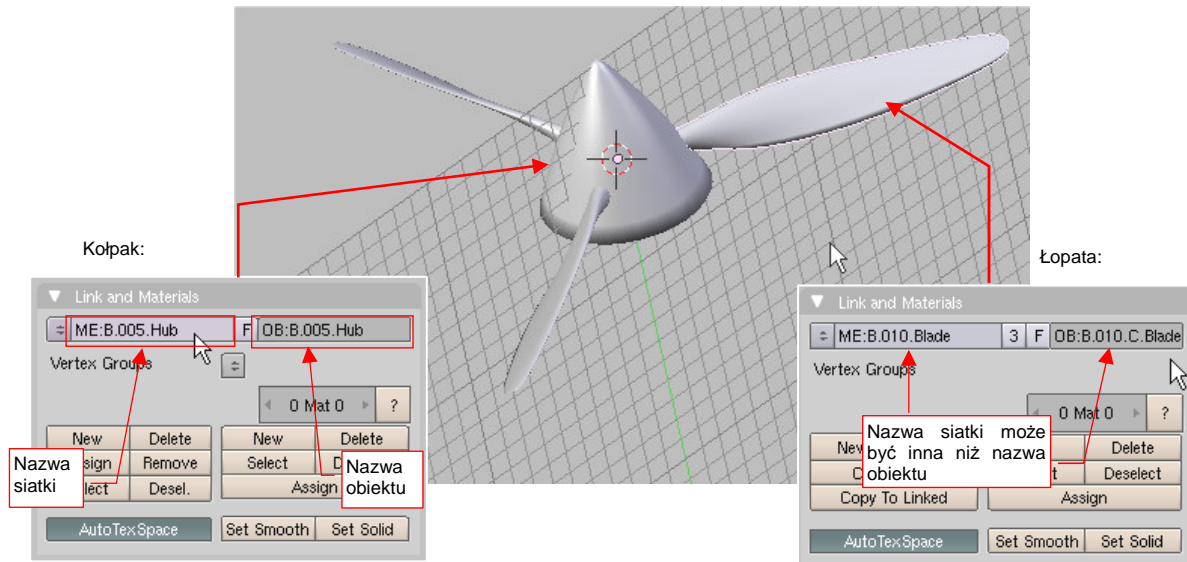 Kołpak:
Link and Materials
ME:B.005.Hub
F
OB:B.005.Hub
Vertex Groups
0 Mat 0
?
New
Delete
New
Delete
Remove
Select
Desel.
Assign
Nazwa
siatki
Nazwa
obiektu
AutoTexSpace
Set Smooth
Set Solid
Łopata:
Link and Materials
ME:B.010.Blade
3
F
OB:B.010.C.Blade
Vertex Groups
0 Mat 0
?
Nazwa siatki może
być inna niż nazwa
obiektu
Delete
Deselect
Copy To Linked
Assign
AutoTexSpace
Set Smooth
Set Solid